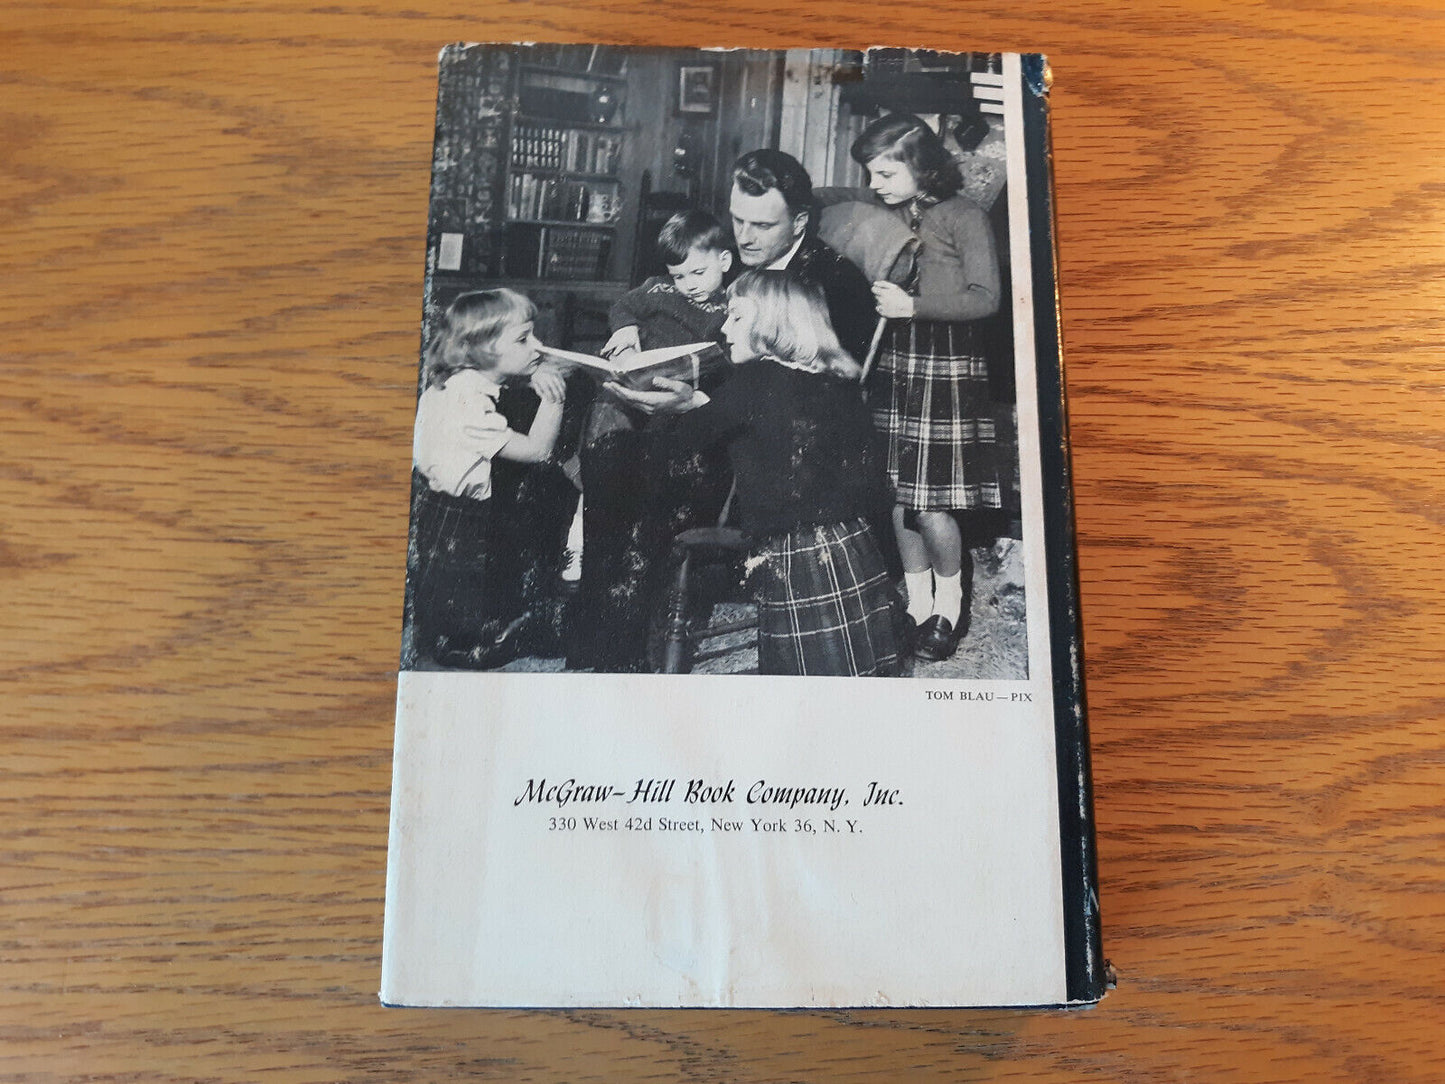 TOM BLAU—PIX
McGraw-Hill Book Company, Inc.
330 West 42d Street, New York 36, N. Y.